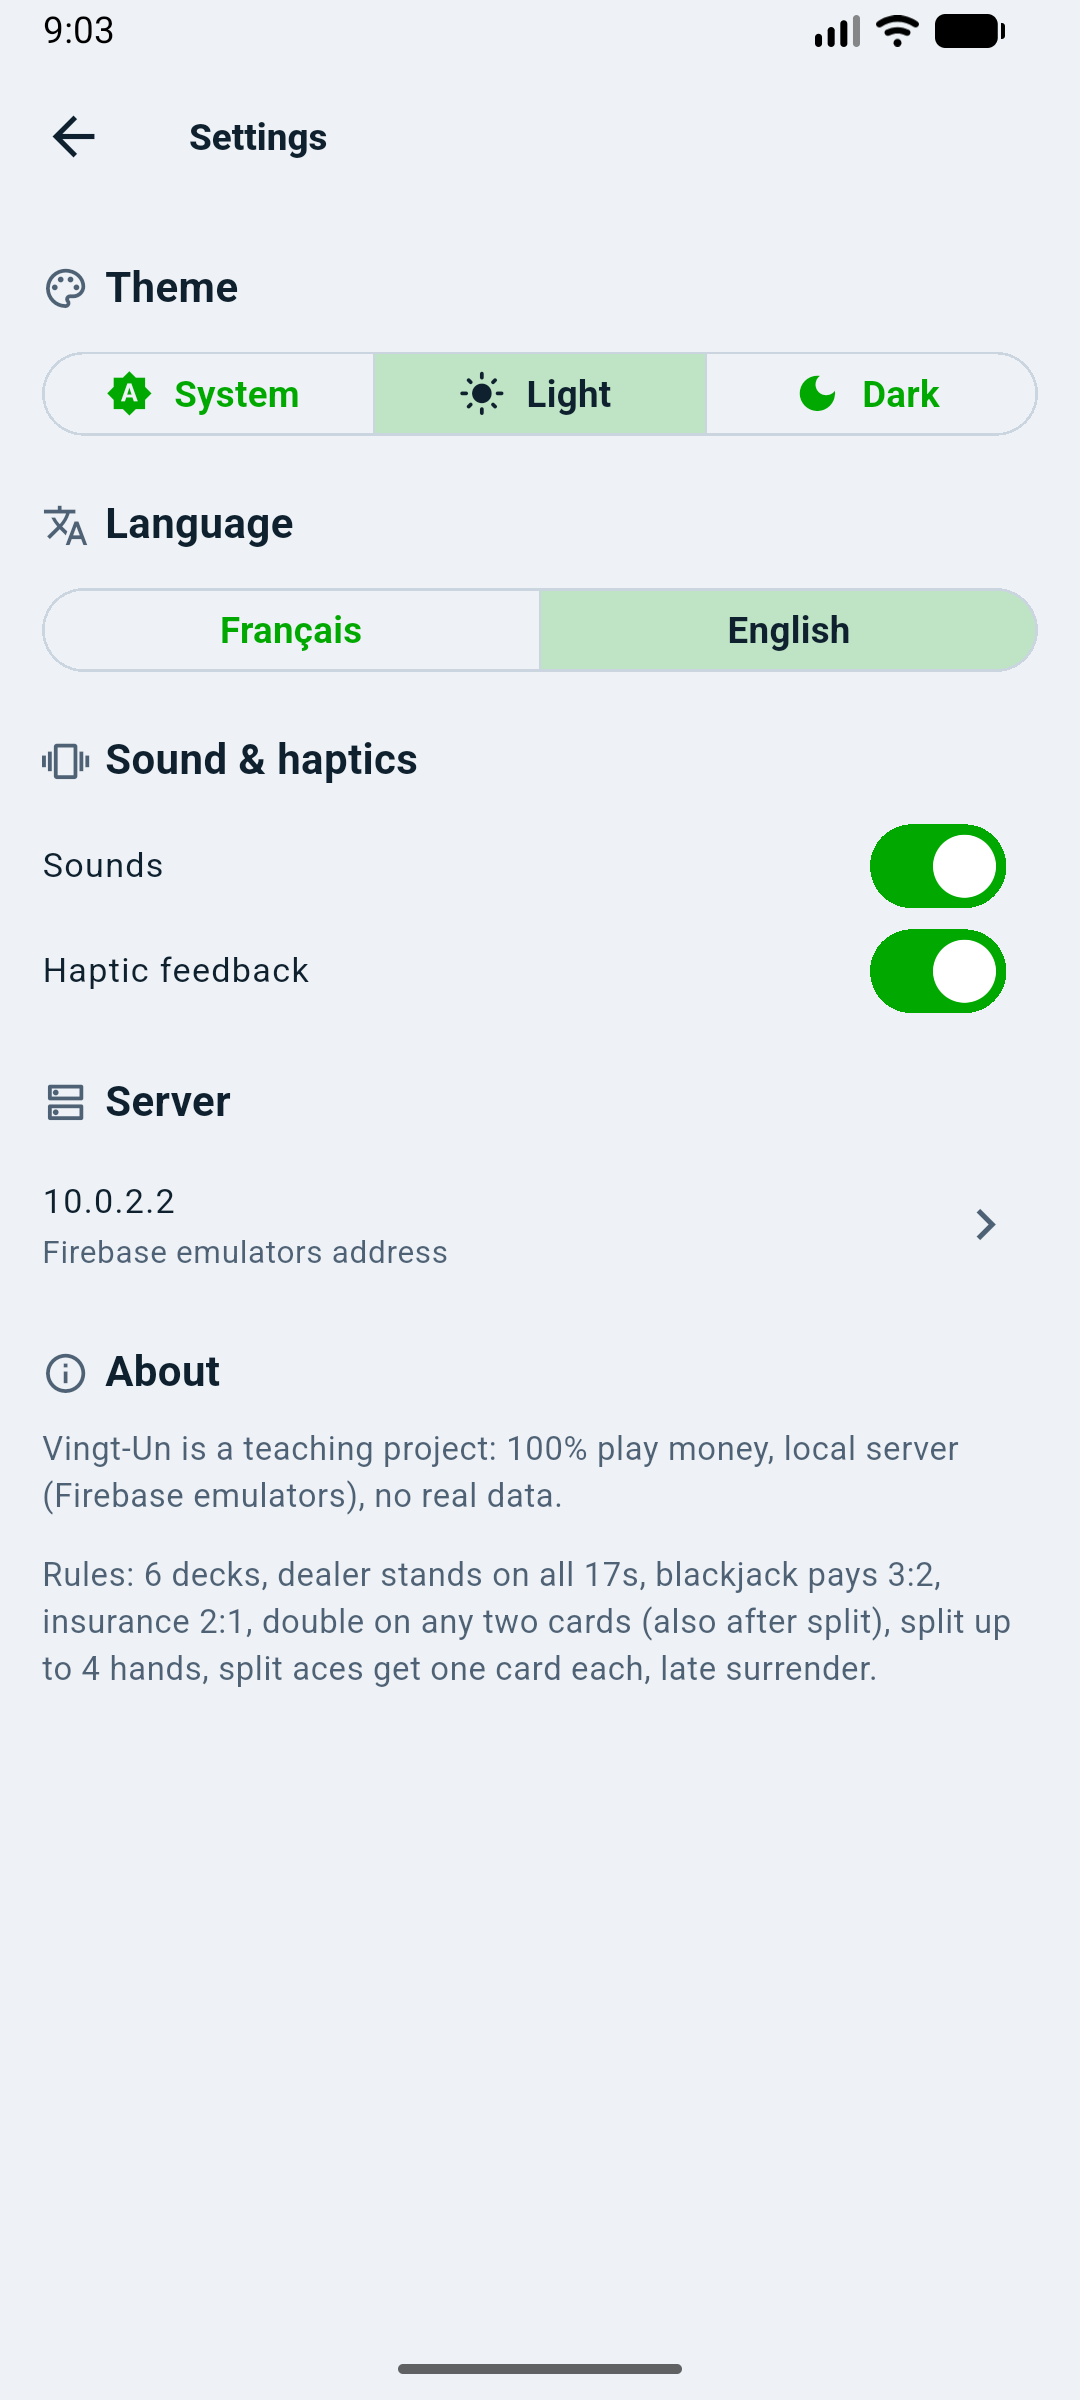 9:03
Settings
Theme
System
Light
Dark
Language
Français
English
Sound & haptics
Sounds
Haptic feedback
Server
10.0.2.2
Firebase emulators address
About
Vingt-Un is a teaching project: 100% play money, local server
(Firebase emulators), no real data.
Rules: 6 decks, dealer stands on all 17s, blackjack pays 3:2,
insurance 2:1, double on any two cards (also after split), split up
to 4 hands, split aces get one card each, late surrender.